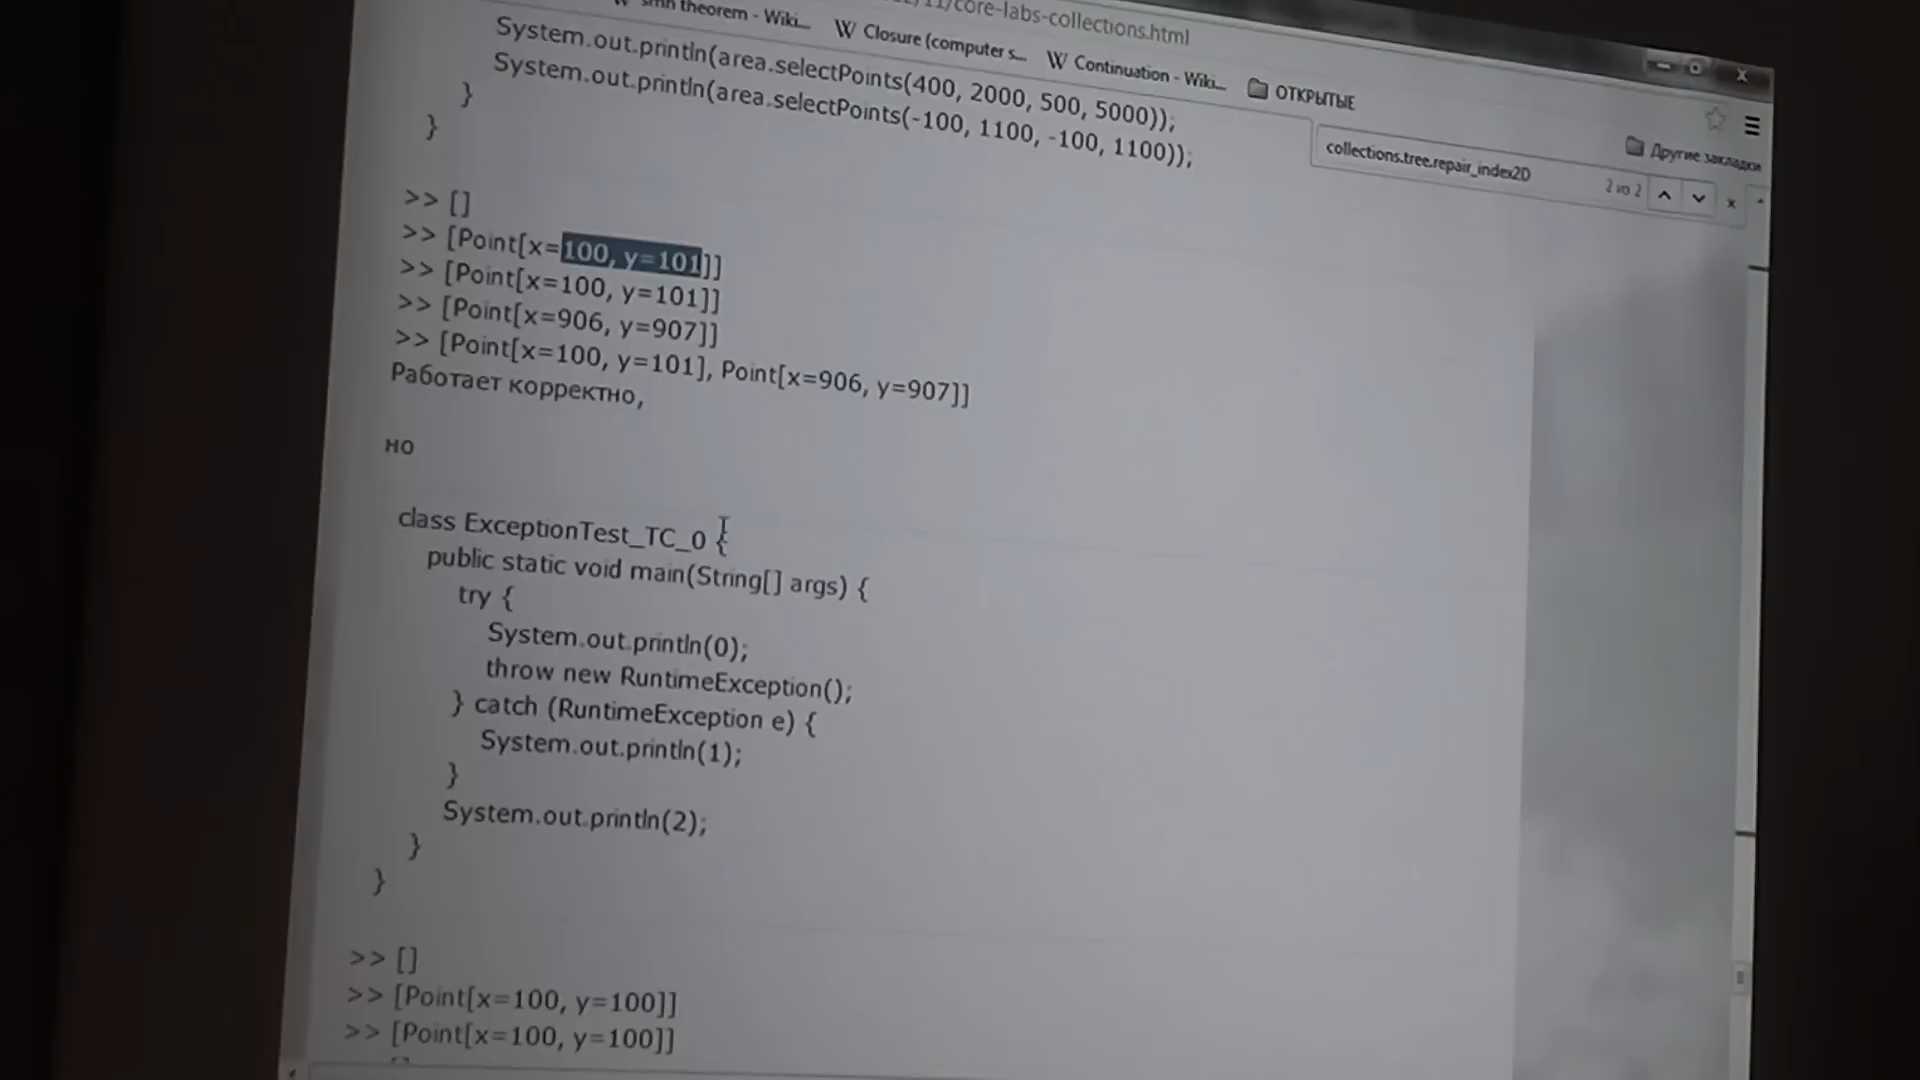 11/core-labs-collections.html
smn theorem - Wiki...
Closure (computer s...
Continuation - Wiki...
ОТКРЫТЫЕ
Другие закладки
collections.tree.repair_index2D
2 из 2
System.out.println(area.selectPoints(400, 2000, 500, 5000));
System.out.println(area.selectPoints(-100, 1100, -100, 1100));
}
}
>> []
>> [Point[x=100, y=101]]
>> [Point[x=100, y=101]]
>> [Point[x=906, y=907]]
>> [Point[x=100, y=101], Point[x=906, y=907]]
Работает корректно,
но
class ExceptionTest_TC_0 {
public static void main(String[] args) {
try {
System.out.println(0);
throw new RuntimeException();
} catch (RuntimeException e) {
System.out.println(1);
}
System.out.println(2);
}
}
>> []
>> [Point[x=100, y=100]]
>> [Point[x=100, y=100]]